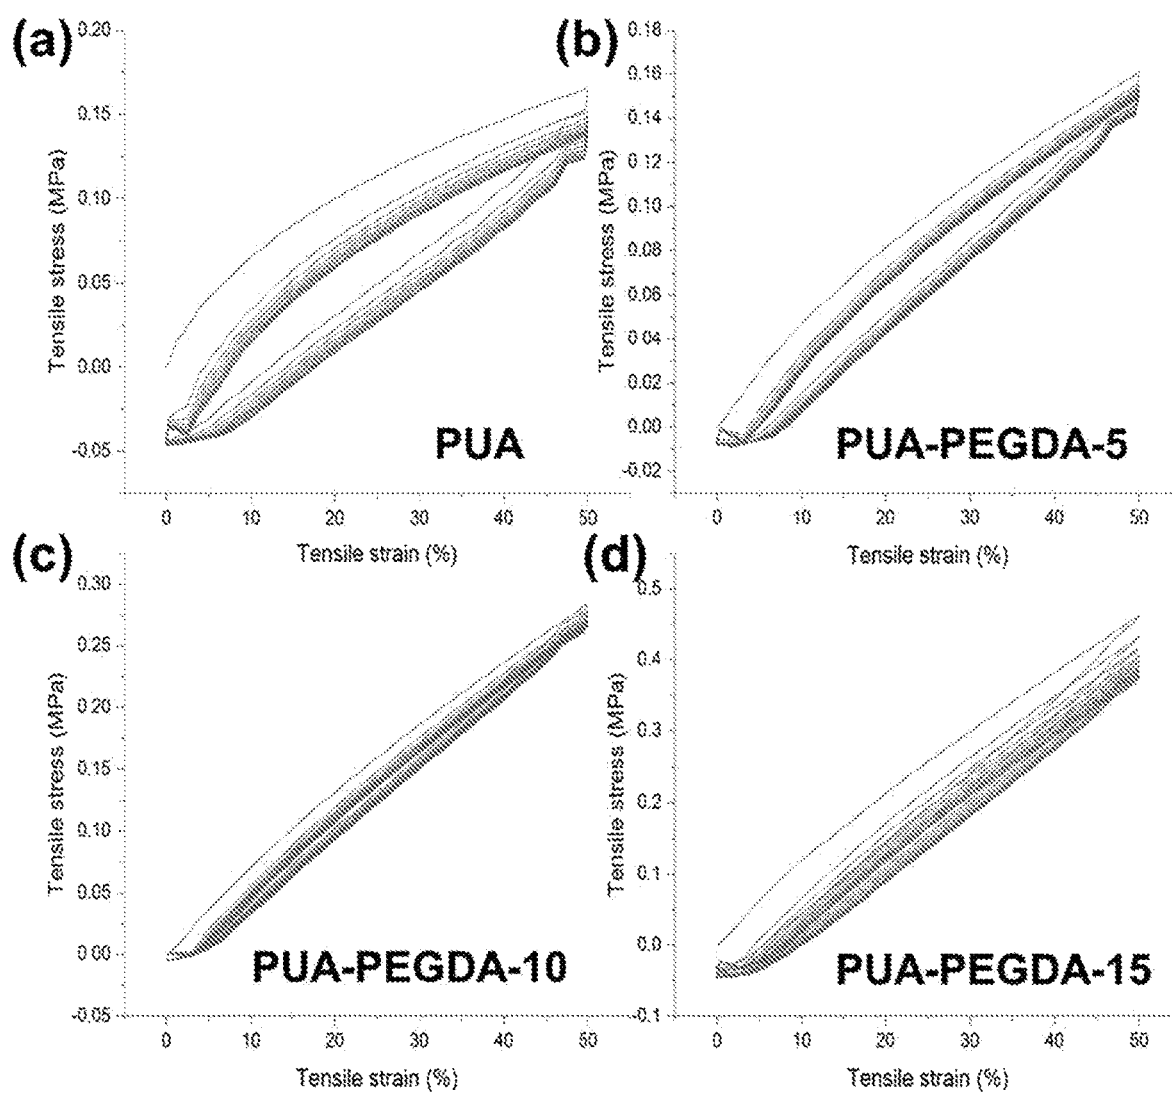 (a)
0.20
0.15
0.10
0.05
0.00
-0.05
Tensile stress (MPa)
PUA
0 10 20 30 40 50
Tensile strain (%)
(b)
0.18
0.16
0.14
0.12
0.10
0.08
0.06
0.04
0.02
0.00
-0.02
Tensile stress (MPa)
PUA-PEGDA-5
0 10 20 30 40 50
Tensile strain (%)
(c)
0.30
0.25
0.20
0.15
0.10
0.05
0.00
-0.05
Tensile stress (MPa)
PUA-PEGDA-10
0 10 20 30 40 50
Tensile strain (%)
(d)
0.5
0.4
0.3
0.2
0.1
0.0
-0.1
Tensile stress (MPa)
PUA-PEGDA-15
0 10 20 30 40 50
Tensile strain (%)